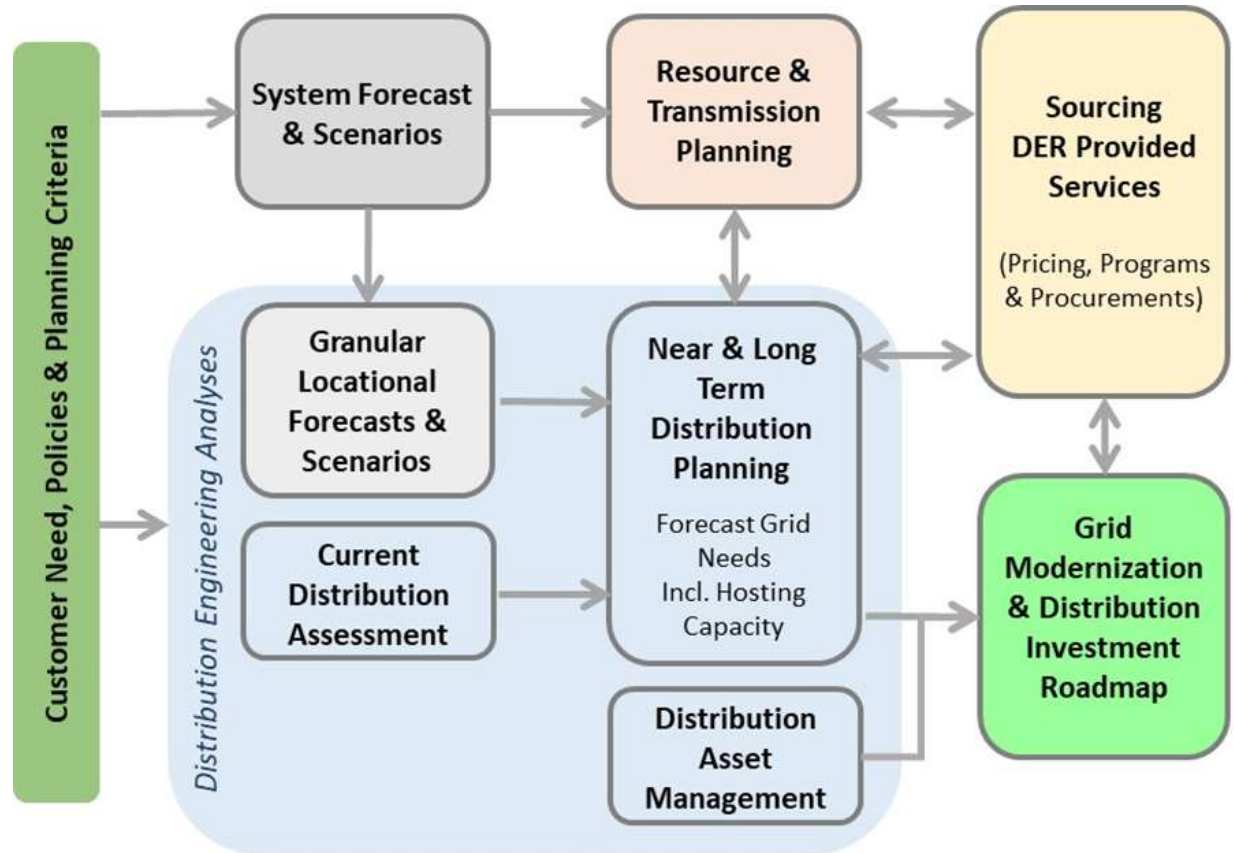 Customer Need, Policies & Planning Criteria
System Forecast
& Scenarios
Resource &
Transmission
Planning
Sourcing
DER Provided
Services
(Pricing, Programs
& Procurements)
Distribution Engineering Analyses
Granular
Locational
Forecasts &
Scenarios
Near & Long
Term
Distribution
Planning
Forecast Grid
Needs
Incl. Hosting
Capacity
Current
Distribution
Assessment
Grid
Modernization
& Distribution
Investment
Roadmap
Distribution
Asset
Management